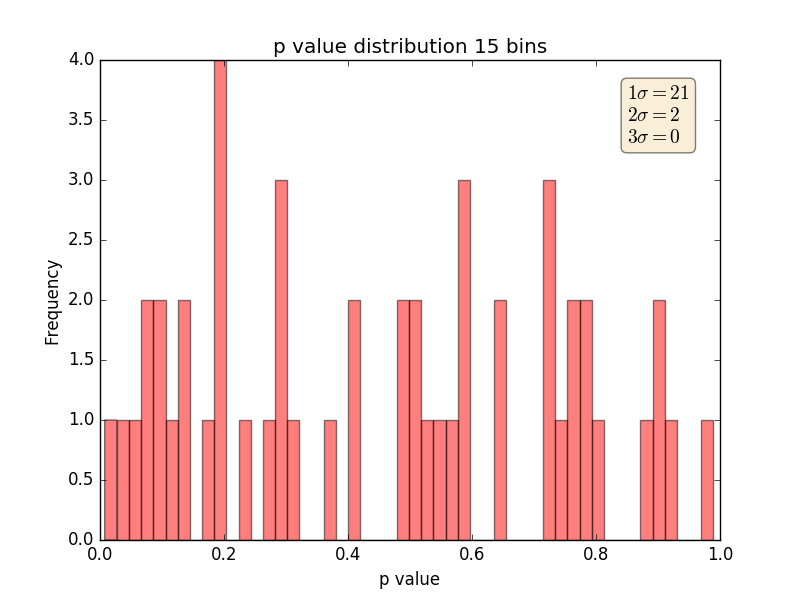 p value distribution 15 bins
1σ = 21
2σ = 2
3σ = 0
4.0
3.5
3.0
2.5
2.0
1.5
1.0
0.5
0.0
Frequency
0.0 0.2 0.4 0.6 0.8 1.0
p value